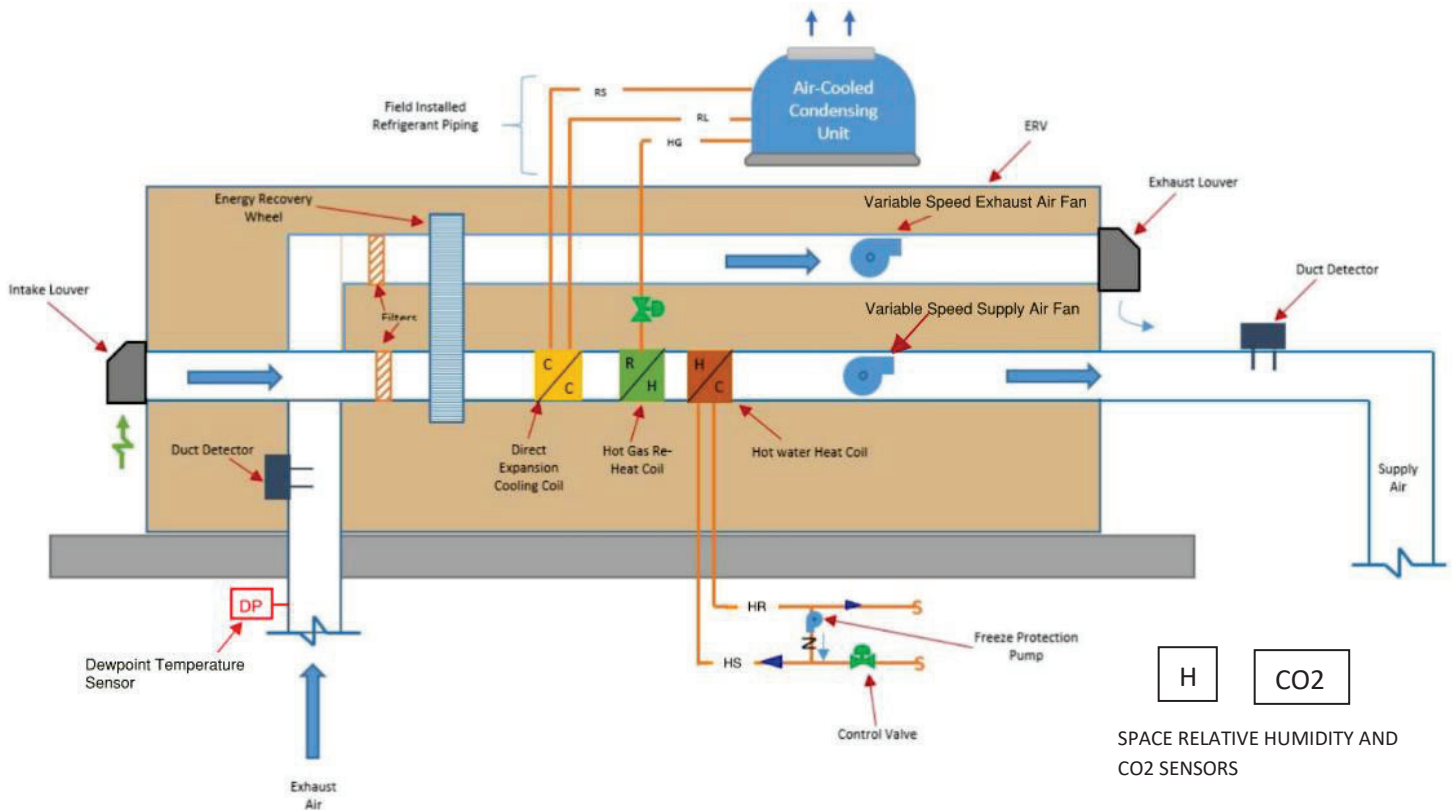 Air-Cooled
Condensing
Unit
RS
RL
HG
Field Installed
Refrigerant Piping
ERV
Exhaust Louver
Energy Recovery
Wheel
Variable Speed Exhaust Air Fan
Duct Detector
Intake Louver
Filters
Variable Speed Supply Air Fan
C
C
R
H
H
C
Duct Detector
Direct
Expansion
Cooling Coil
Hot Gas Re-
Heat Coil
Hot water Heat Coil
Supply
Air
DP
Dewpoint Temperature
Sensor
HR
S
Freeze Protection
Pump
N
HS
S
Control Valve
Exhaust
Air
H
CO2
SPACE RELATIVE HUMIDITY AND
CO2 SENSORS